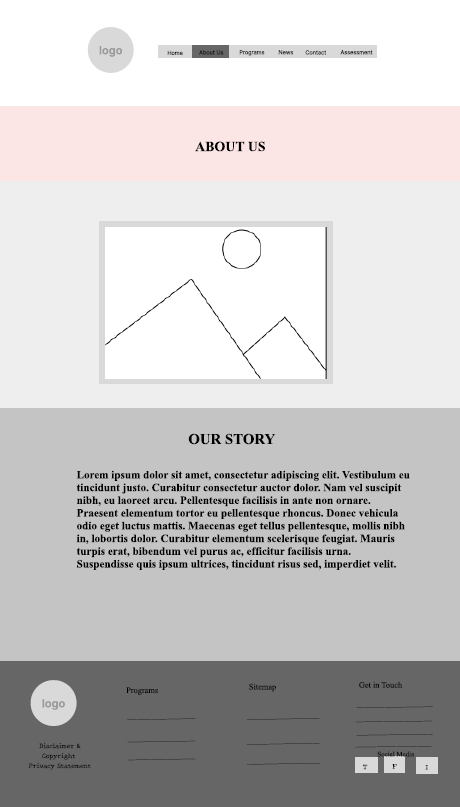 logo
Home About Us Programs News Contact Assessment
ABOUT US
OUR STORY
Lorem ipsum dolor sit amet, consectetur adipiscing elit. Vestibulum eu
tincidunt justo. Curabitur consectetur auctor dolor. Nam vel suscipit
nibh, eu laoreet arcu. Pellentesque facilisis in ante non ornare.
Praesent elementum tortor eu pellentesque rhoncus. Donec vehicula
odio eget luctus mattis. Maecenas eget tellus pellentesque, mollis nibh
in, lobortis dolor. Curabitur elementum scelerisque feugiat. Mauris
turpis erat, bibendum vel purus ac, efficitur facilisis urna.
Suspendisse quis ipsum ultrices, tincidunt risus sed, imperdiet velit.
logo
Disclaimer &
Copyright
Privacy Statement
Programs
Sitemap
Get in Touch
Social Media
T F I